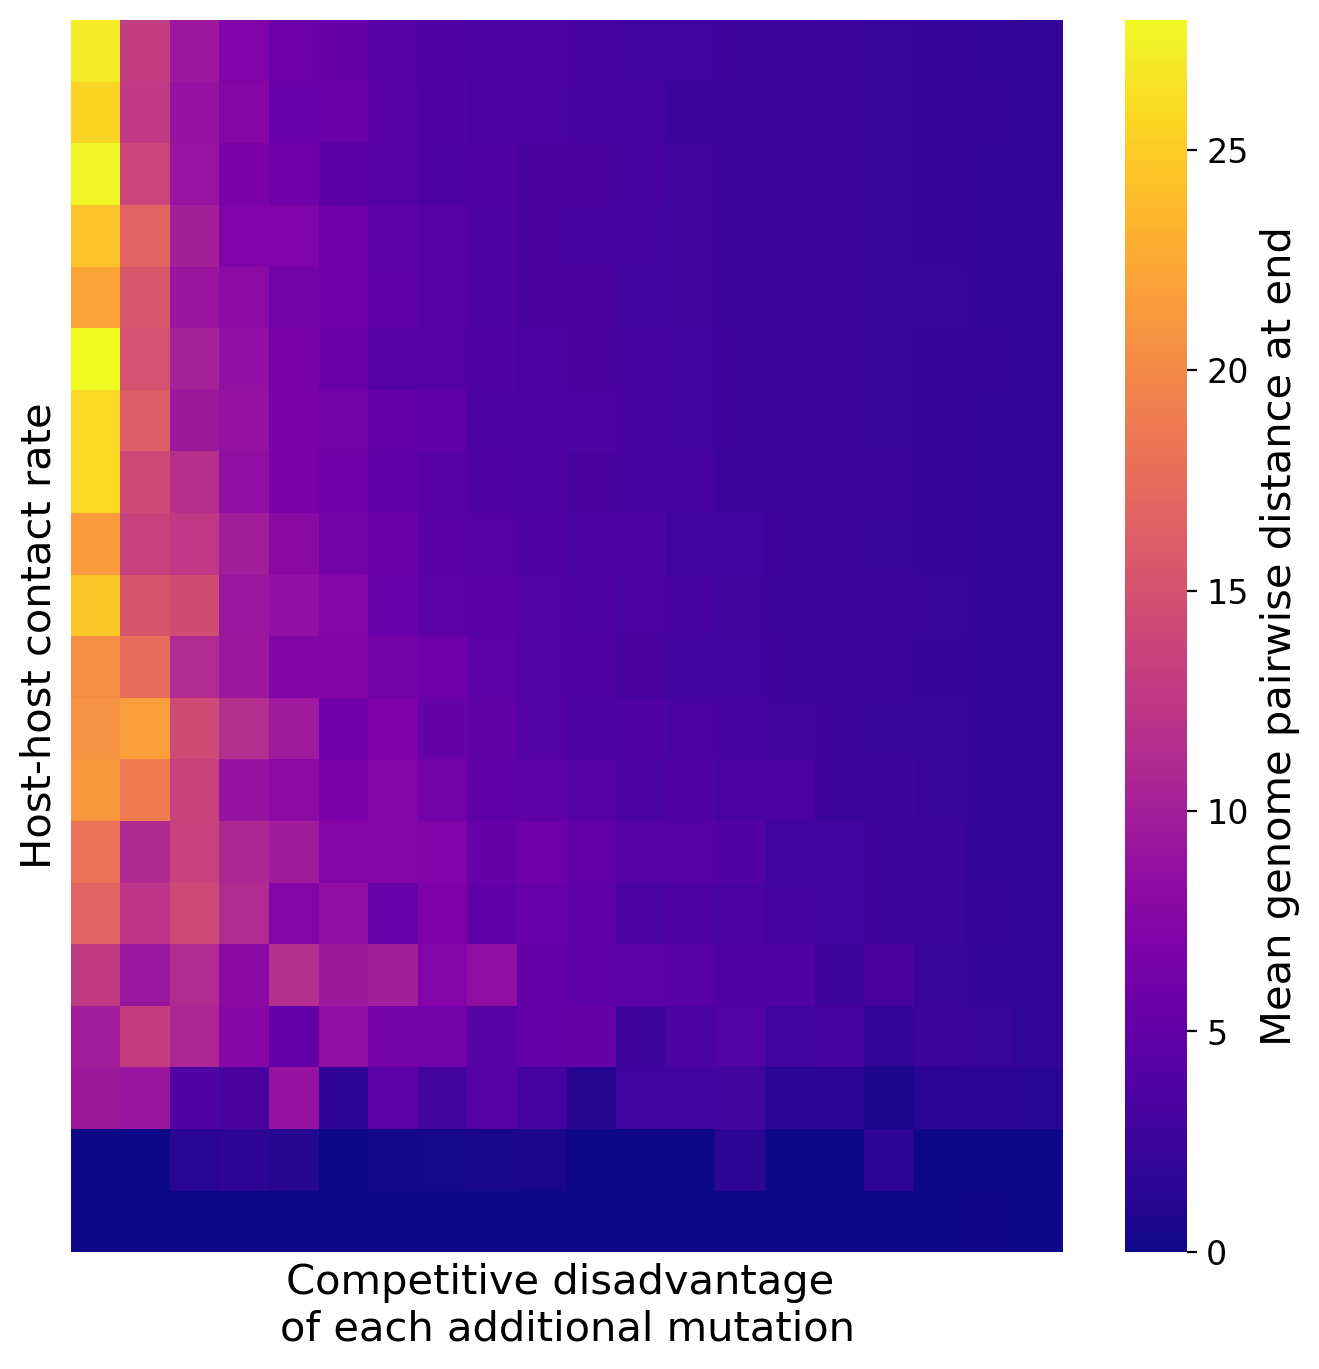 Host-host contact rate
Competitive disadvantage
of each additional mutation
25
20
15
10
5
0
Mean genome pairwise distance at end